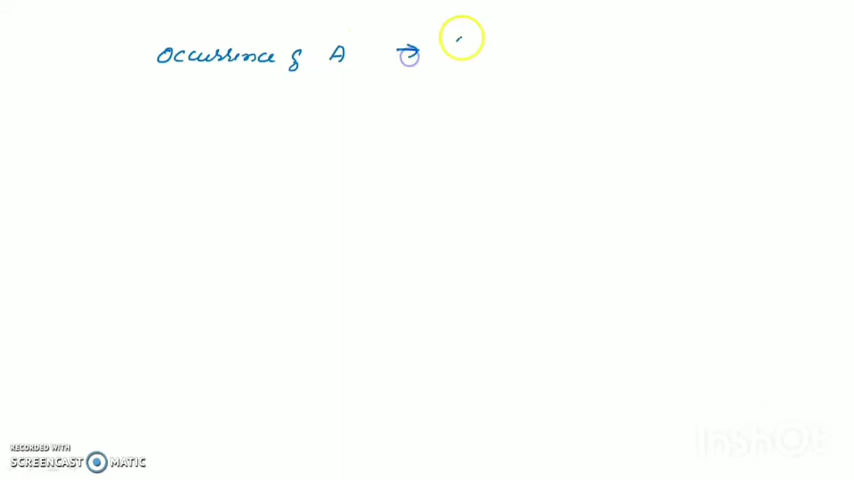 Occurrence of A →
RECORDED WITH
SCREENCAST MATIC